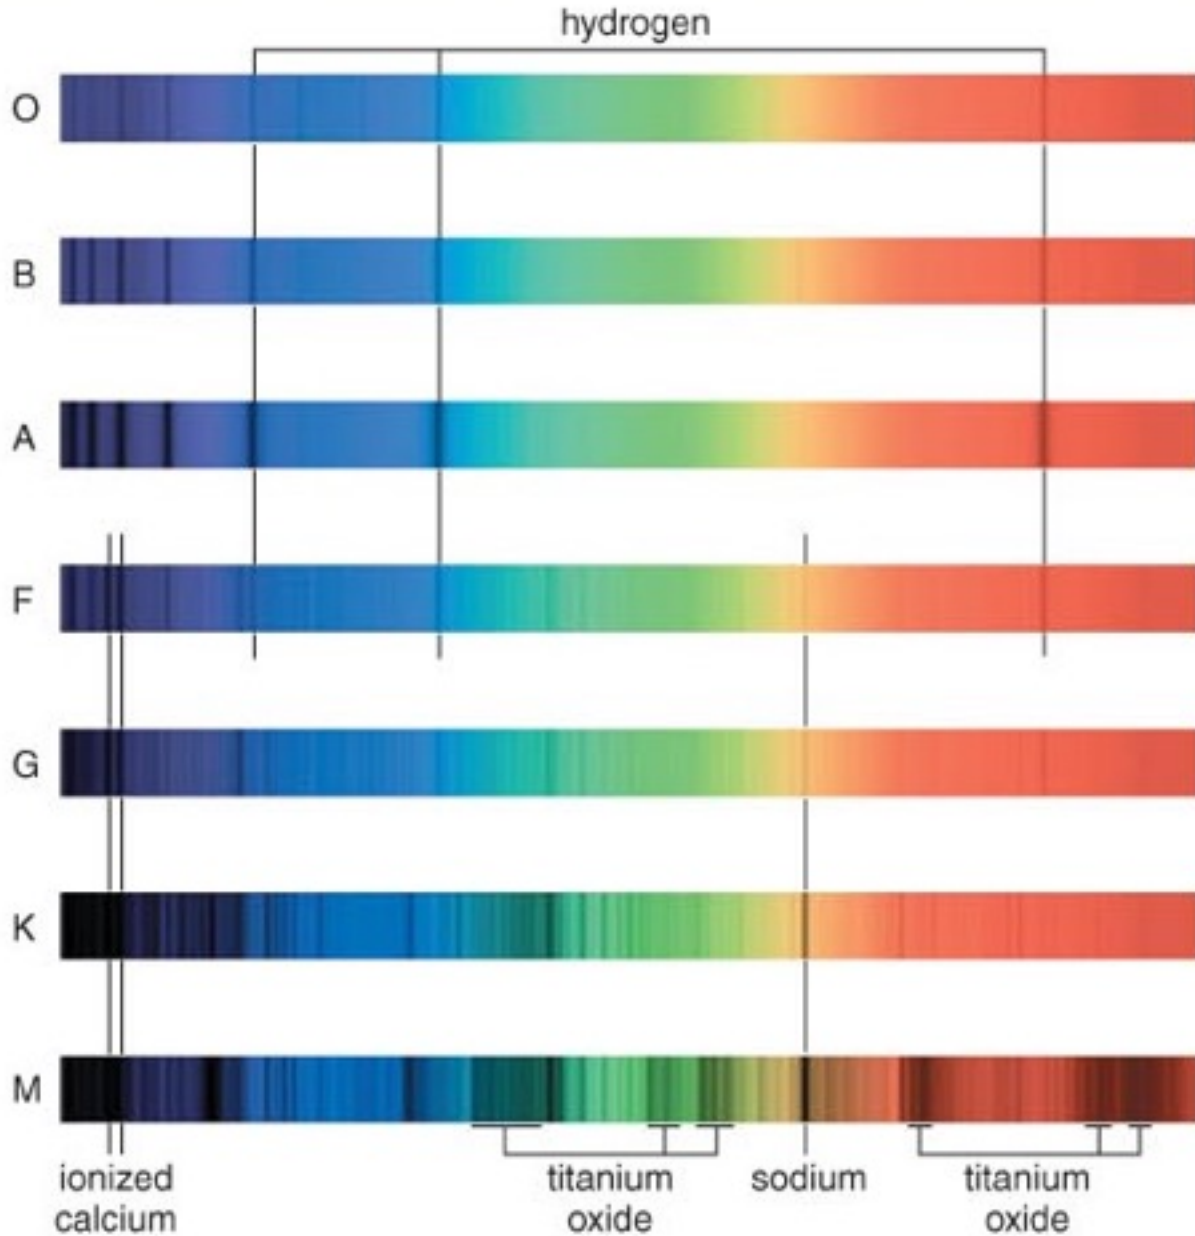 hydrogen
O
B
A
F
G
K
M
ionized
calcium
titanium
oxide
sodium
titanium
oxide